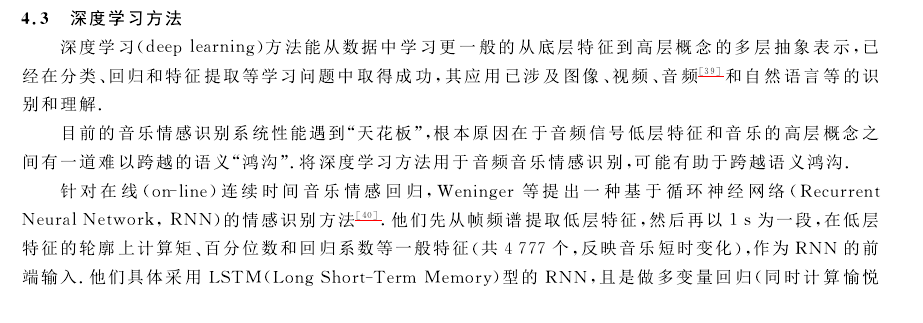 4.3 深度学习方法
深度学习(deep learning)方法能从数据中学习更一般的从底层特征到高层概念的多层抽象表示,已
经在分类、回归和特征提取等学习问题中取得成功,其应用已涉及图像、视频、音频[39]和自然语言等的识
别和理解.
目前的音乐情感识别系统性能遇到“天花板”,根本原因在于音频信号低层特征和音乐的高层概念之
间有一道难以跨越的语义“鸿沟”.将深度学习方法用于音频音乐情感识别,可能有助于跨越语义鸿沟.
针对在线(on-line)连续时间音乐情感回归,Weninger 等提出一种基于循环神经网络(Recurrent
Neural Network, RNN)的情感识别方法[40].他们先从帧频谱提取低层特征,然后再以 1 s 为一段,在低层
特征的轮廓上计算矩、百分位数和回归系数等一般特征(共 4 777 个,反映音乐短时变化),作为 RNN 的前
端输入.他们具体采用 LSTM(Long Short-Term Memory)型的 RNN,且是做多变量回归(同时计算愉悦